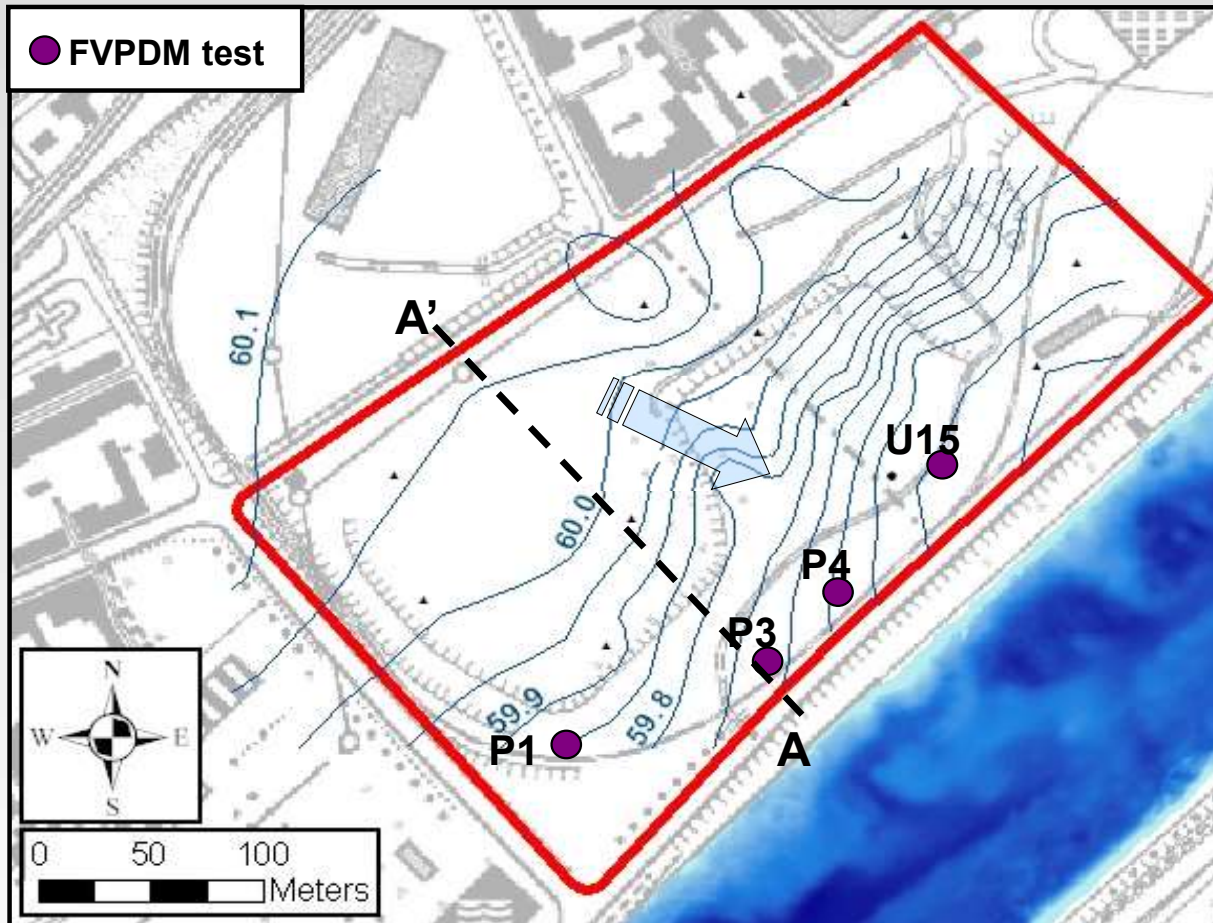 FVPDM test
60.1
A'
60.0
U15
P4
P3
59.9
59.8
P1
A
N
W E
S
0 50 100
Meters